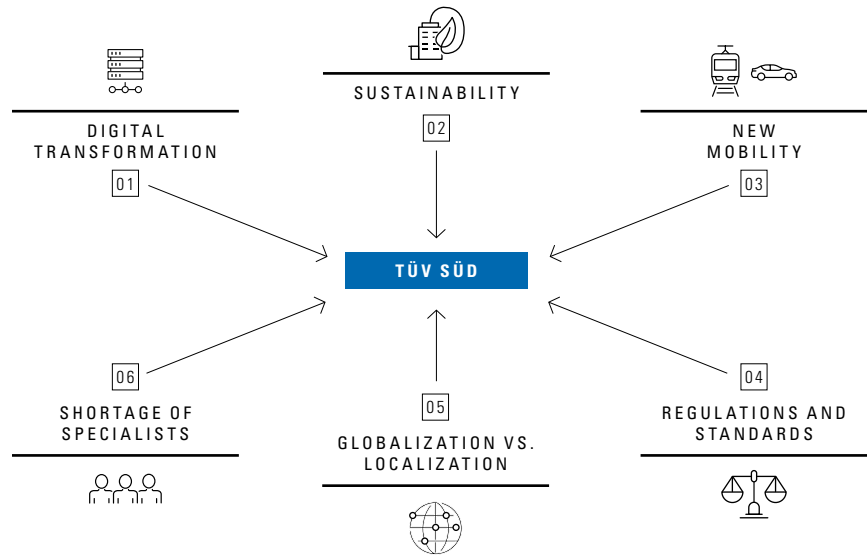 DIGITAL
TRANSFORMATION
01
SUSTAINABILITY
02
NEW
MOBILITY
03
TÜV SÜD
06
SHORTAGE OF
SPECIALISTS
05
GLOBALIZATION VS.
LOCALIZATION
04
REGULATIONS AND
STANDARDS